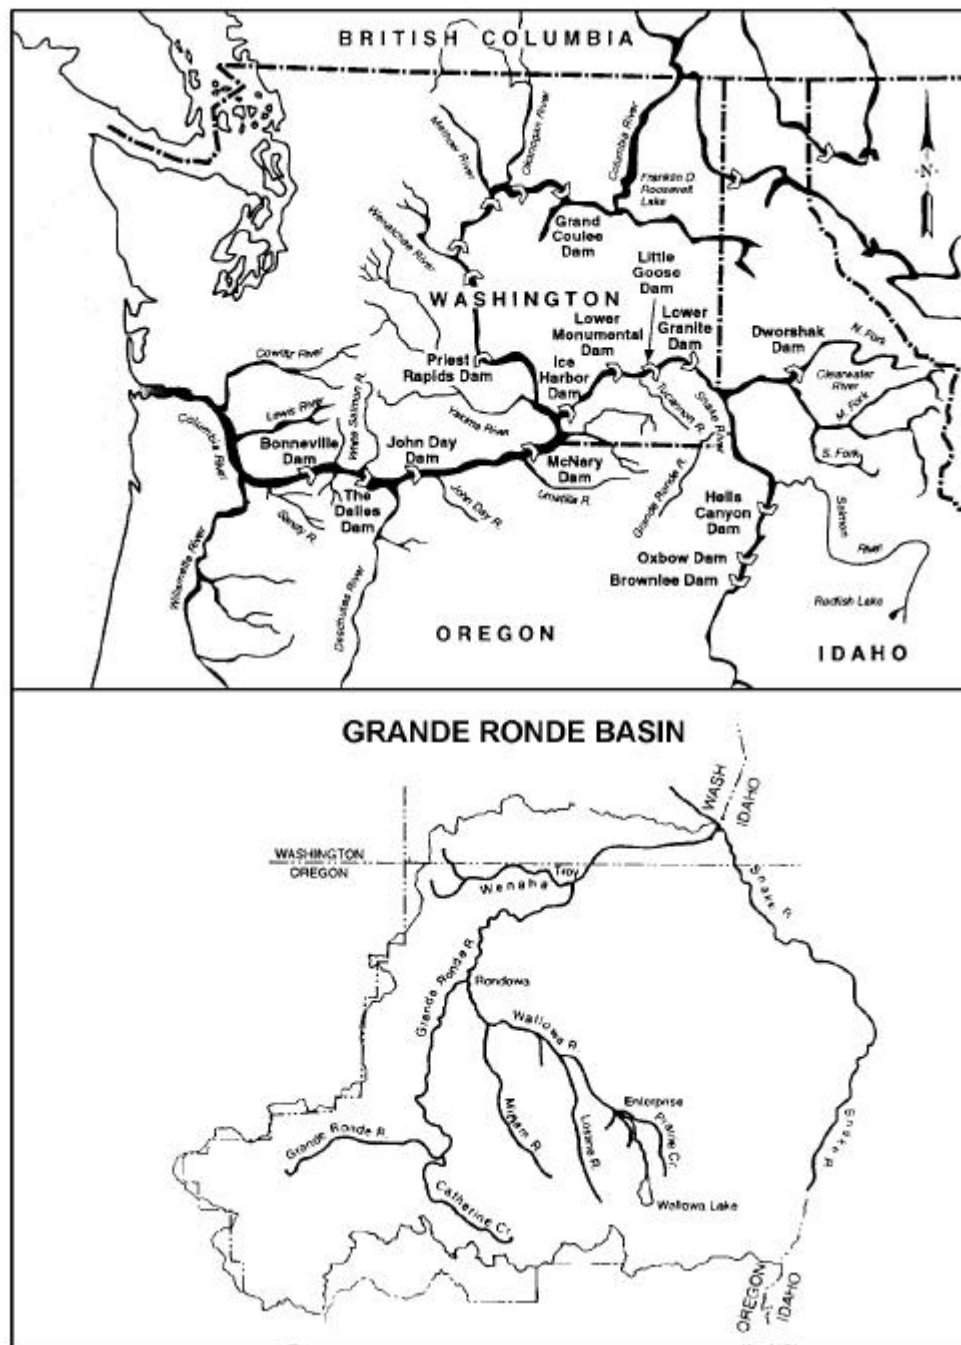 BRITISH COLUMBIA
Methow River
Okanogan River
Columbia River
Franklin D.
Roosevelt
Lake
-N-
Wenatchee River
Grand
Coulee
Dam
Little
Goose
Dam
WASHINGTON
Lower
Monumental
Dam
Lower
Granite
Dam
Dworshak
Dam
N. Fork
Clearwater
River
M. Fork
S. Fork
Cowlitz River
Priest
Rapids Dam
Ice
Harbor
Dam
Tucannon R.
Snake River
Lewis River
White Salmon R.
Yakima River
Columbia River
Bonneville
Dam
John Day
Dam
McNary
Dam
The
Dalles
Dam
Sandy R.
John Day R.
Umatilla R.
Grande Ronde R.
Hells
Canyon
Dam
Salmon
River
Oxbow Dam
Brownlee Dam
Redfish Lake
Willamette River
Deschutes River
OREGON
IDAHO
GRANDE RONDE BASIN
WASH
IDAHO
WASHINGTON
OREGON
Troy
Wenaha
Snake R.
Grande Ronde R.
Rondowa
Wallowa R.
Enterprise
Prairie Cr.
Minam R.
Lostine R.
Snake R.
Grande Ronde R.
Catherine Cr.
Wallowa Lake
OREGON
IDAHO